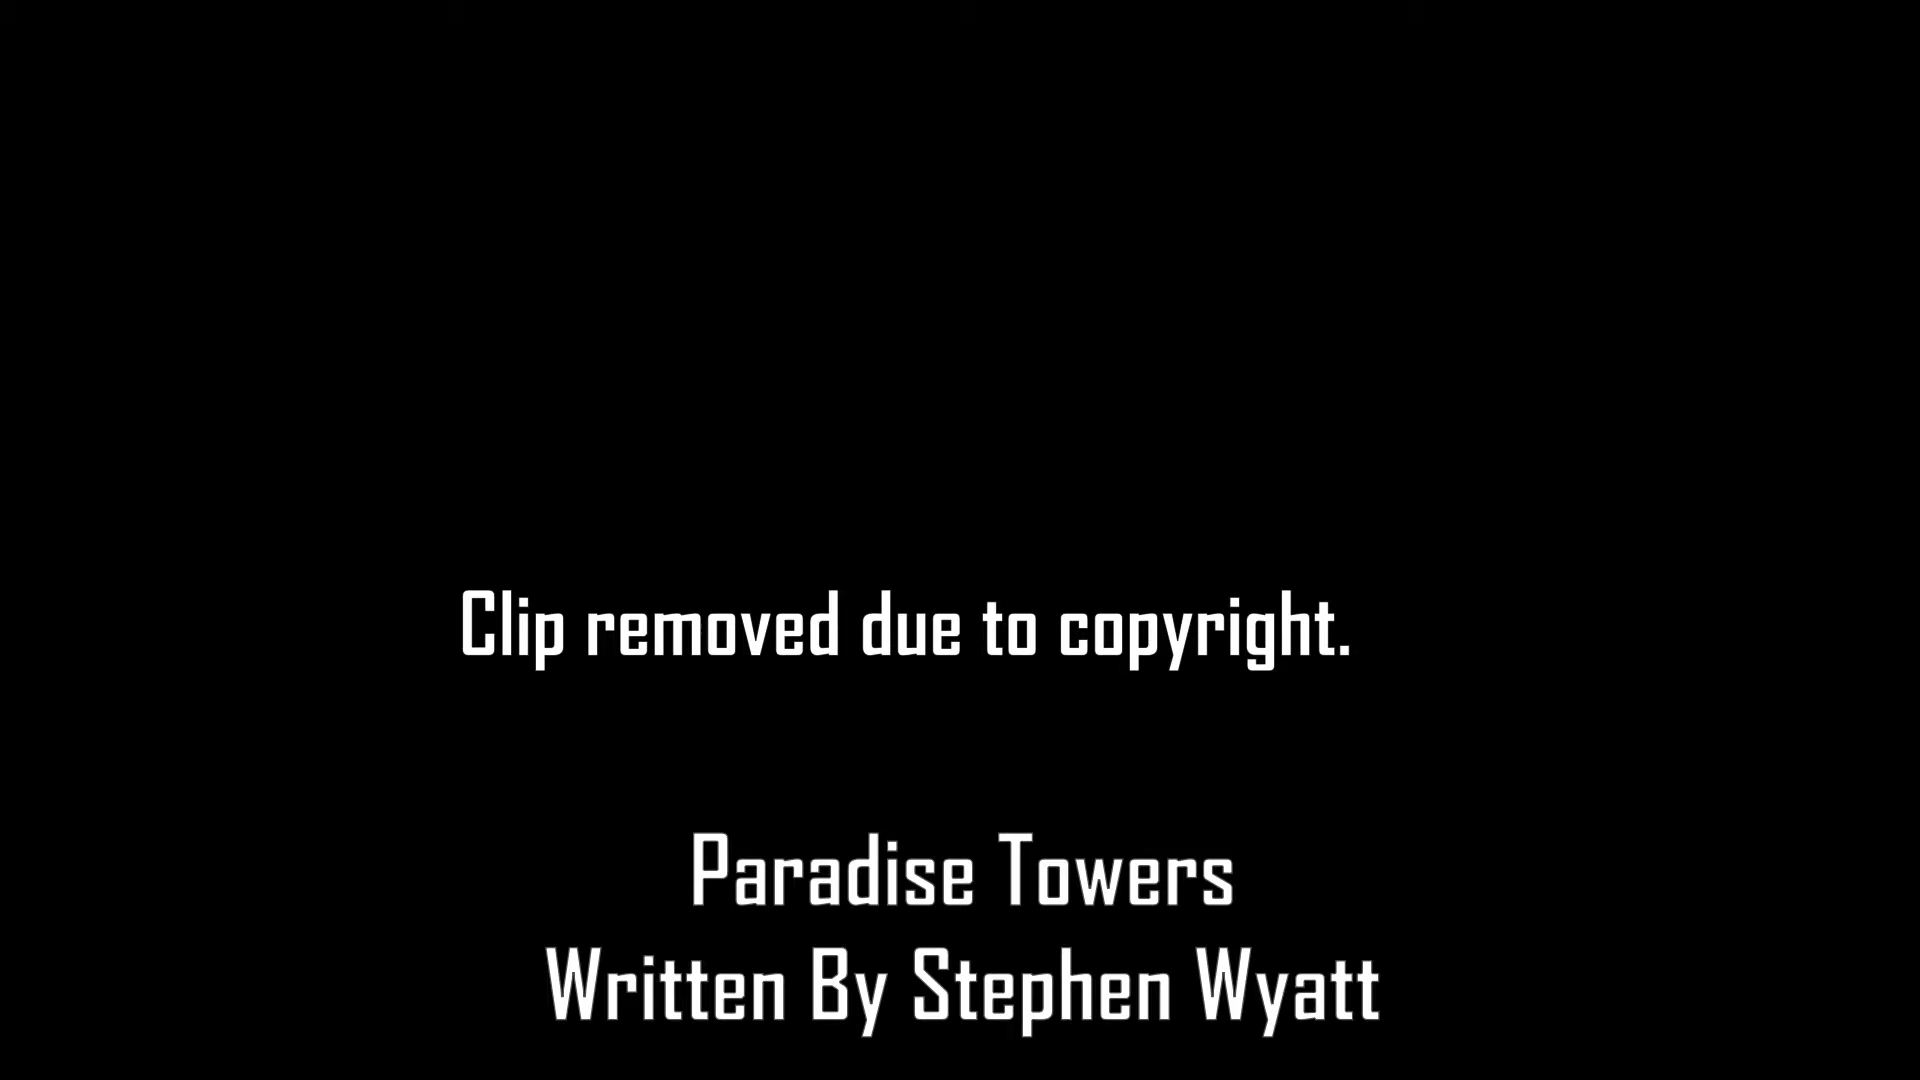 Clip removed due to copyright.
Paradise Towers
Written By Stephen Wyatt